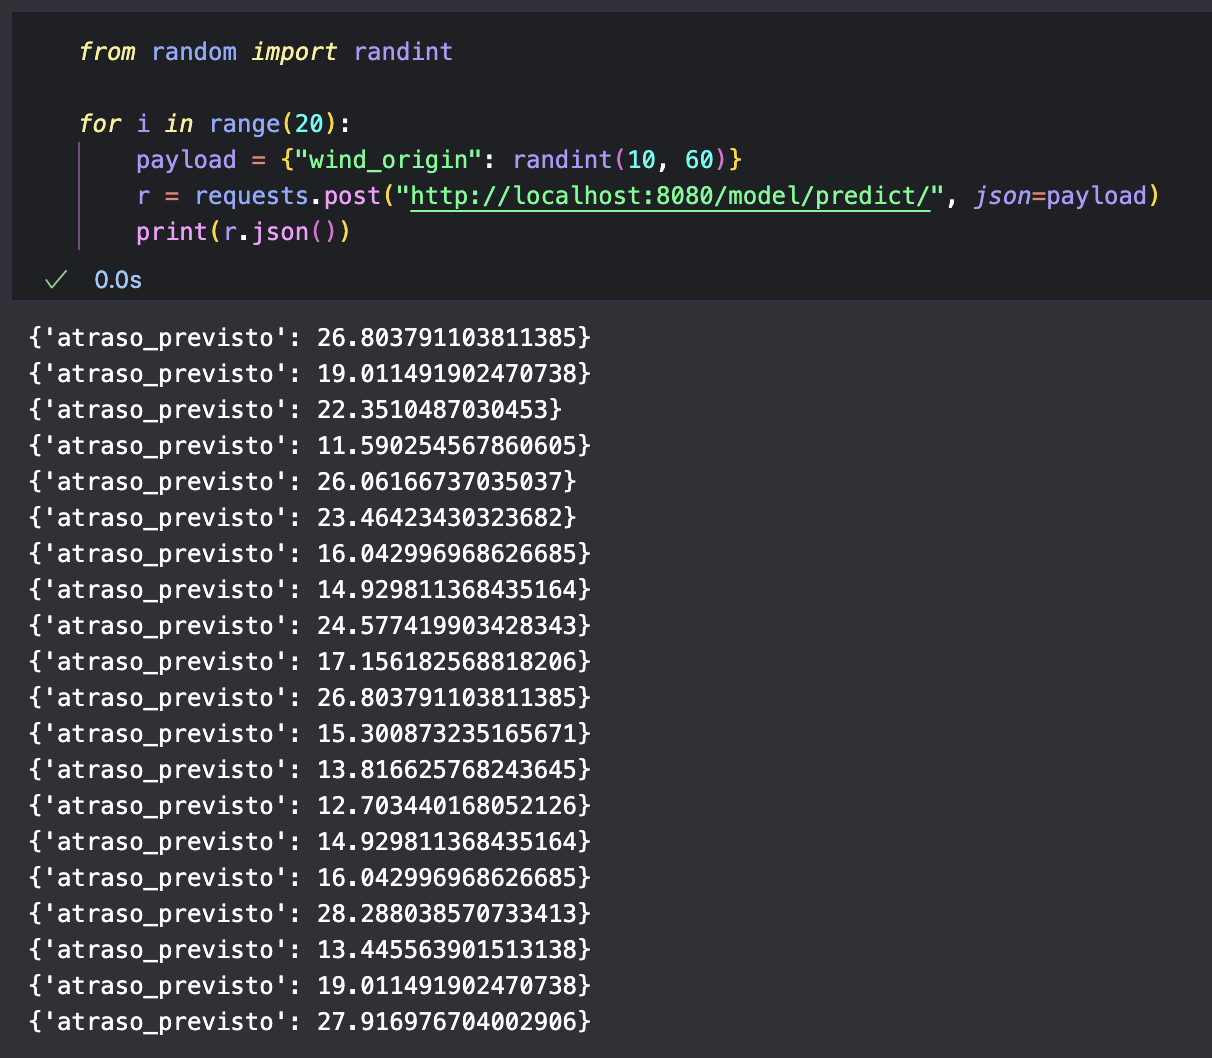 from random import randint
for i in range(20):
payload = {"wind_origin": randint(10, 60)}
r = requests.post("http://localhost:8080/model/predict/", json=payload)
print(r.json())
0.0s
{'atraso_previsto': 26.803791103811385}
{'atraso_previsto': 19.011491902470738}
{'atraso_previsto': 22.3510487030453}
{'atraso_previsto': 11.590254567860605}
{'atraso_previsto': 26.06166737035037}
{'atraso_previsto': 23.46423430323682}
{'atraso_previsto': 16.042996968626685}
{'atraso_previsto': 14.929811368435164}
{'atraso_previsto': 24.577419903428343}
{'atraso_previsto': 17.156182568818206}
{'atraso_previsto': 26.803791103811385}
{'atraso_previsto': 15.300873235165671}
{'atraso_previsto': 13.816625768243645}
{'atraso_previsto': 12.703440168052126}
{'atraso_previsto': 14.929811368435164}
{'atraso_previsto': 16.042996968626685}
{'atraso_previsto': 28.288038570733413}
{'atraso_previsto': 13.445563901513138}
{'atraso_previsto': 19.011491902470738}
{'atraso_previsto': 27.916976704002906}